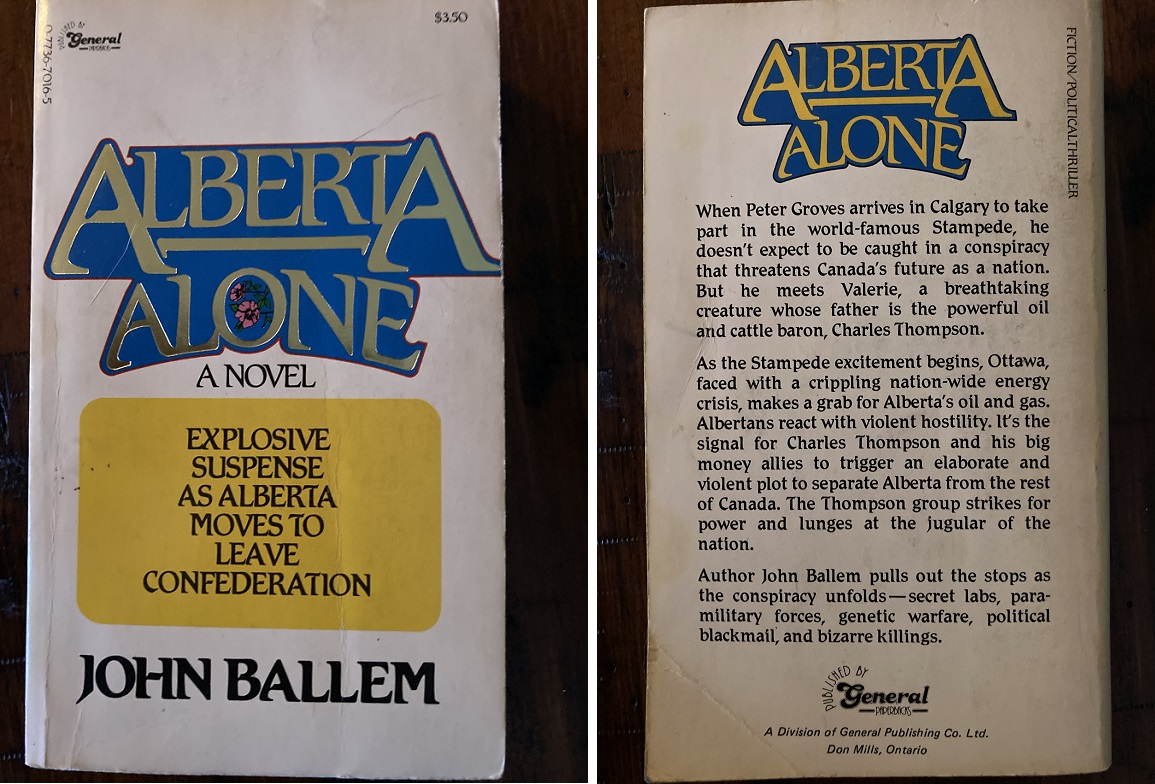 $3.50
PUBLISHED BY
General
PAPERBACKS
0-7736-7016-5
ALBERTA
ALONE
A NOVEL
EXPLOSIVE
SUSPENSE
AS ALBERTA
MOVES TO
LEAVE
CONFEDERATION
JOHN BALLEM
ALBERTA
ALONE
FICTION/POLITICAL THRILLER
When Peter Groves arrives in Calgary to take
part in the world-famous Stampede, he
doesn't expect to be caught in a conspiracy
that threatens Canada's future as a nation.
But he meets Valerie, a breathtaking
creature whose father is the powerful oil
and cattle baron, Charles Thompson.
As the Stampede excitement begins, Ottawa,
faced with a crippling nation-wide energy
crisis, makes a grab for Alberta's oil and gas.
Albertans react with violent hostility. It's the
signal for Charles Thompson and his big
money allies to trigger an elaborate and
violent plot to separate Alberta from the rest
of Canada. The Thompson group strikes for
power and lunges at the jugular of the
nation.
Author John Ballem pulls out the stops as
the conspiracy unfolds—secret labs, para-
military forces, genetic warfare, political
blackmail, and bizarre killings.
PUBLISHED BY
General
PAPERBACKS
A Division of General Publishing Co. Ltd.
Don Mills, Ontario